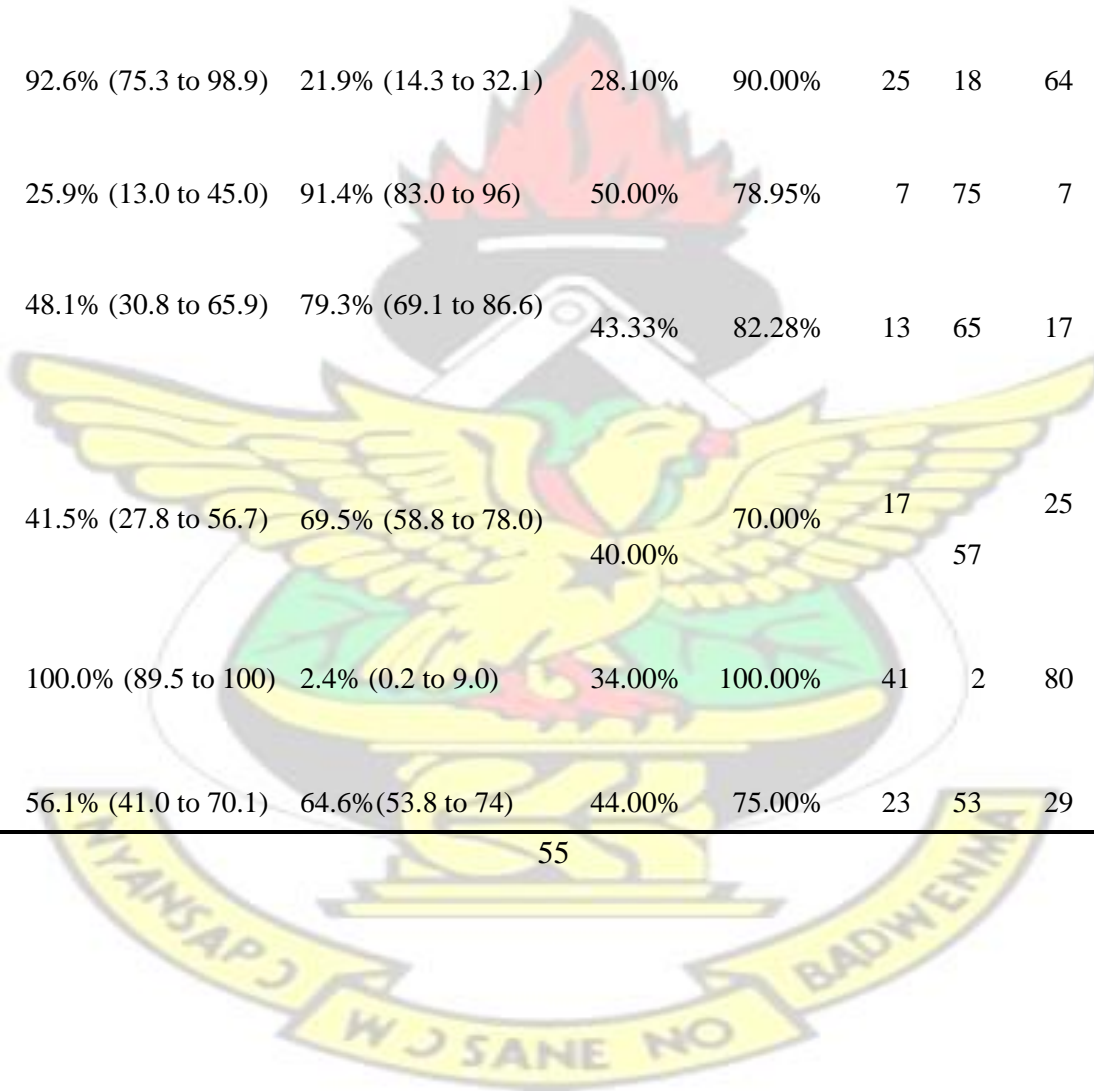 92.6% (75.3 to 98.9) 21.9% (14.3 to 32.1) 28.10% 90.00% 25 18 64
25.9% (13.0 to 45.0) 91.4% (83.0 to 96) 50.00% 78.95% 7 75 7
48.1% (30.8 to 65.9) 79.3% (69.1 to 86.6) 43.33% 82.28% 13 65 17
41.5% (27.8 to 56.7) 69.5% (58.8 to 78.0) 70.00% 17 25
40.00% 57
100.0% (89.5 to 100) 2.4% (0.2 to 9.0) 34.00% 100.00% 41 2 80
56.1% (41.0 to 70.1) 64.6%(53.8 to 74) 44.00% 75.00% 23 53 29
55
NYANSAPƆ WƆSANE NO BADWENMA